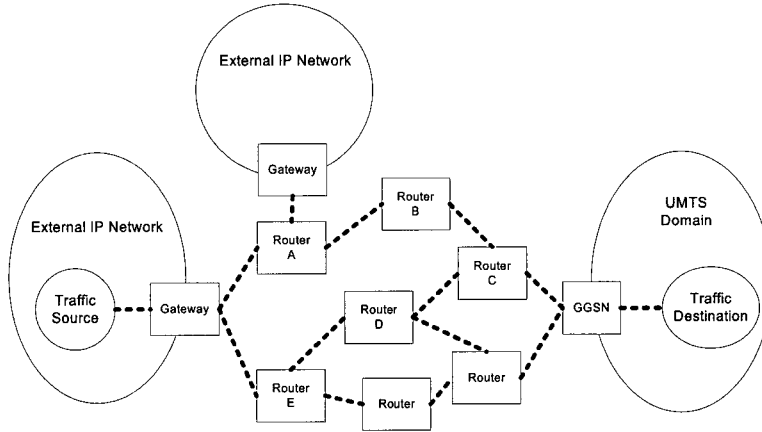 External IP Network
Gateway
Router
B
UMTS
Domain
External IP Network
Router
A
Router
C
Traffic
Source
Gateway
Router
D
GGSN
Traffic
Destination
Router
E
Router
Router